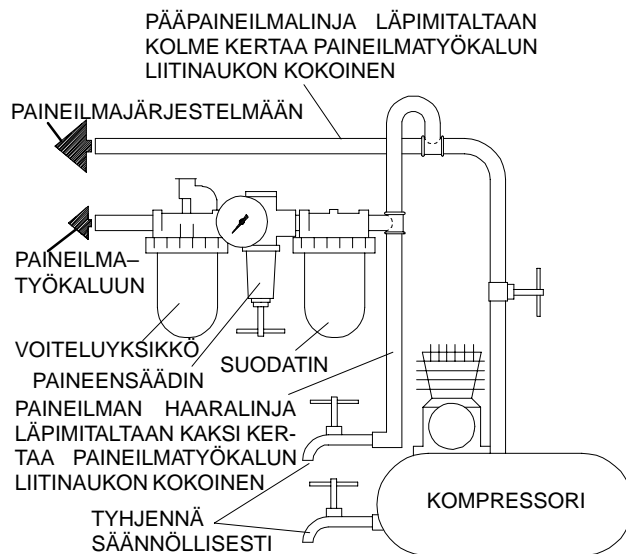 PÄÄPAINEILMALINJA LÄPIMITALTAAN
KOLME KERTAA PAINEILMATYÖKALUN
LIITINAUKON KOKOINEN
PAINEILMAJÄRJESTELMÄÄN
PAINEILMA–
TYÖKALUUN
VOITELUYKSIKKÖ
SUODATIN
PAINEENSÄÄDIN
PAINEILMAN HAARALINJA
LÄPIMITALTAAN KAKSI KER-
TAA PAINEILMATYÖKALUN
LIITINAUKON KOKOINEN
KOMPRESSORI
TYHJENNÄ
SÄÄNNÖLLISESTI